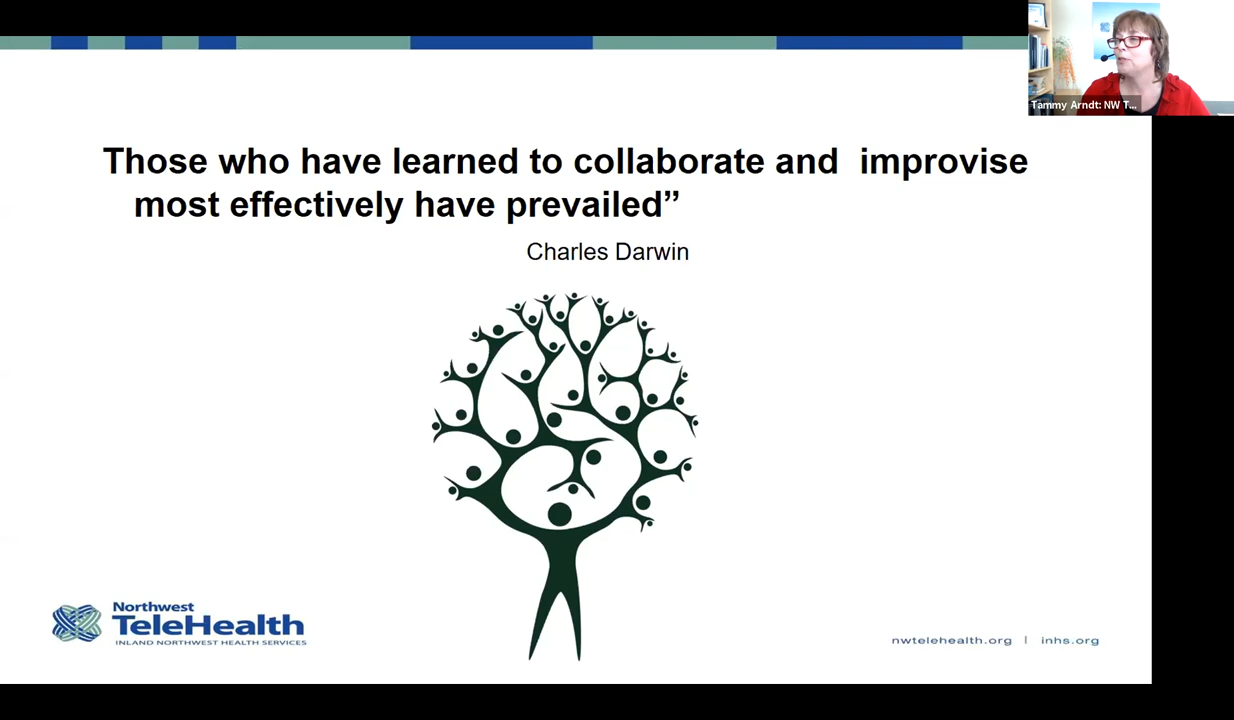 Tammy Arndt: NW T...
Those who have learned to collaborate and  improvise
most effectively have prevailed”
Charles Darwin
Northwest
TeleHealth
INLAND NORTHWEST HEALTH SERVICES
nwtelehealth.org | inhs.org